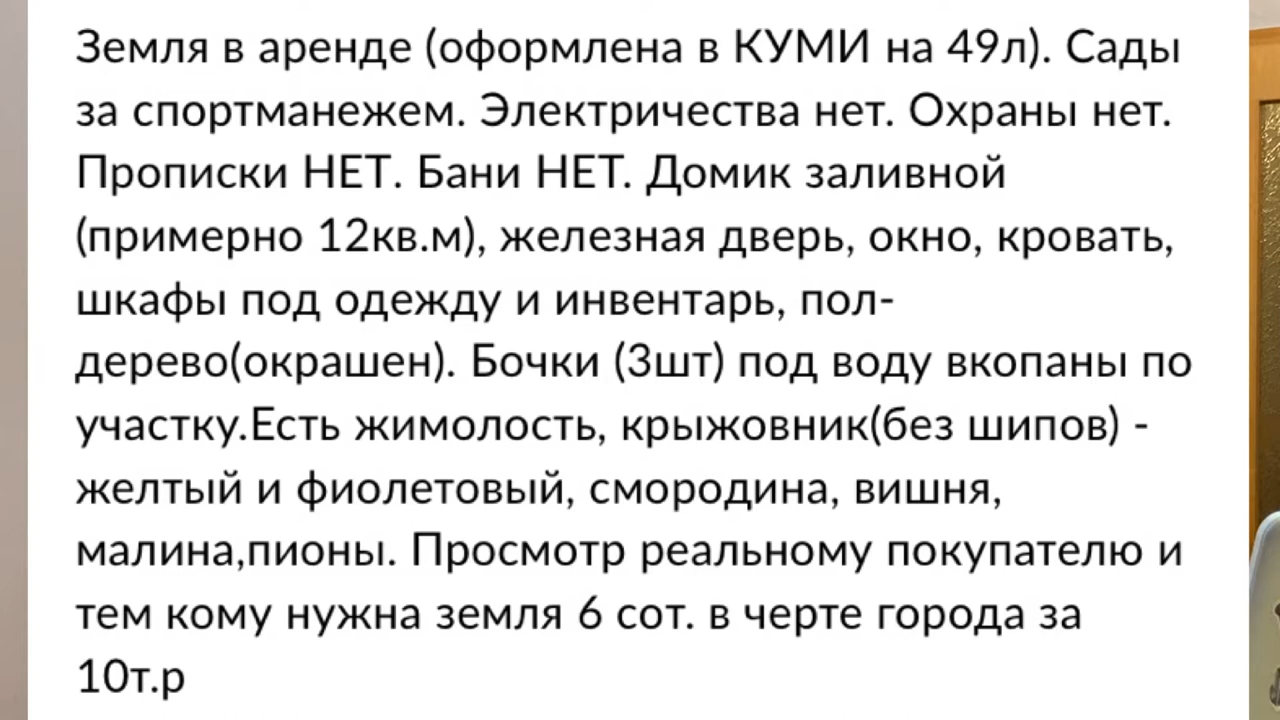 Земля в аренде (оформлена в КУМИ на 49л). Сады
за спортманежем. Электричества нет. Охраны нет.
Прописки НЕТ. Бани НЕТ. Домик заливной
(примерно 12кв.м), железная дверь, окно, кровать,
шкафы под одежду и инвентарь, пол-
дерево(окрашен). Бочки (3шт) под воду вкопаны по
участку.Есть жимолость, крыжовник(без шипов) -
желтый и фиолетовый, смородина, вишня,
малина,пионы. Просмотр реальному покупателю и
тем кому нужна земля 6 сот. в черте города за
10т.р